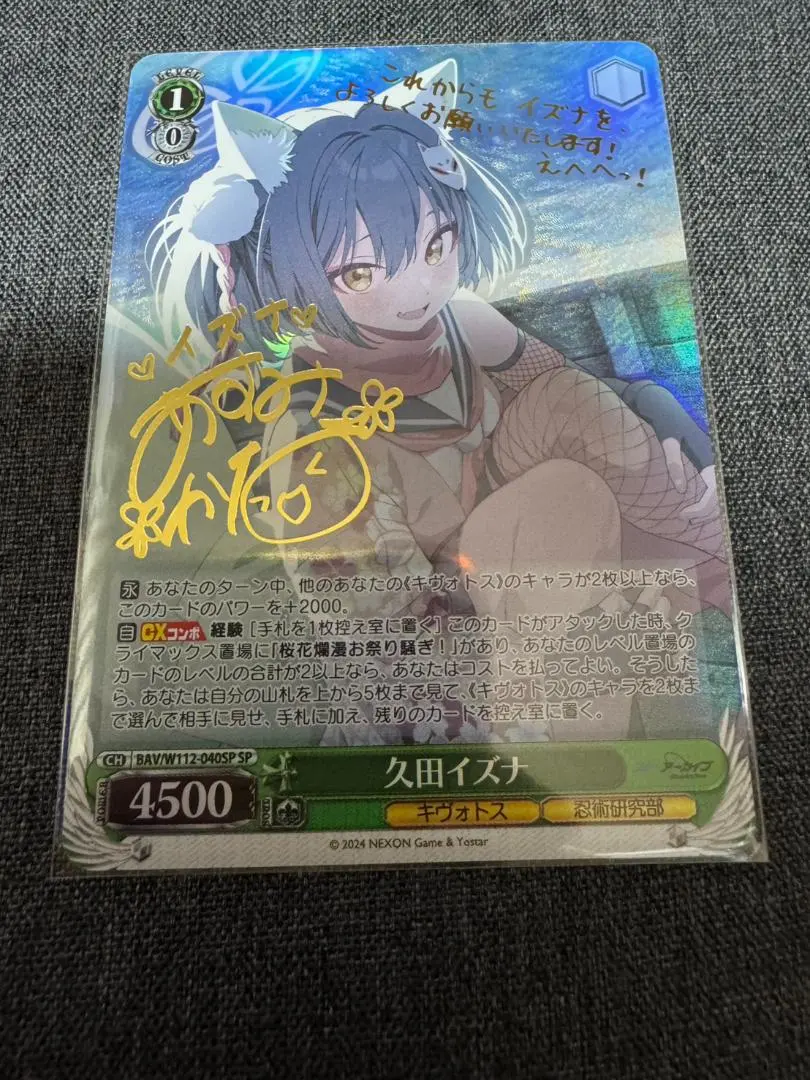 LEVEL
1
0
COST
これからも イズナを、
よろしくお願いいたします!
えへへっ!
イズナ
あすみ
かな
永 あなたのターン中、他のあなたの《キヴォトス》のキャラが2枚以上なら、
このカードのパワーを+2000。
自 CXコンボ 経験 [手札を1枚控え室に置く] このカードがアタックした時、ク
ライマックス置場に「桜花爛漫お祭り騒ぎ!」があり、あなたのレベル置場の
カードのレベルの合計が2以上なら、あなたはコストを払ってよい。そうした
ら、あなたは自分の山札を上から5枚まで見て、《キヴォトス》のキャラを2枚ま
で選んで相手に見せ、手札に加え、残りのカードを控え室に置く。
CH BAV/W112-040SP SP
久田イズナ
アーカイブ
POWER
4500
SOUL
キヴォトス
忍術研究部
© 2024 NEXON Game & Yostar